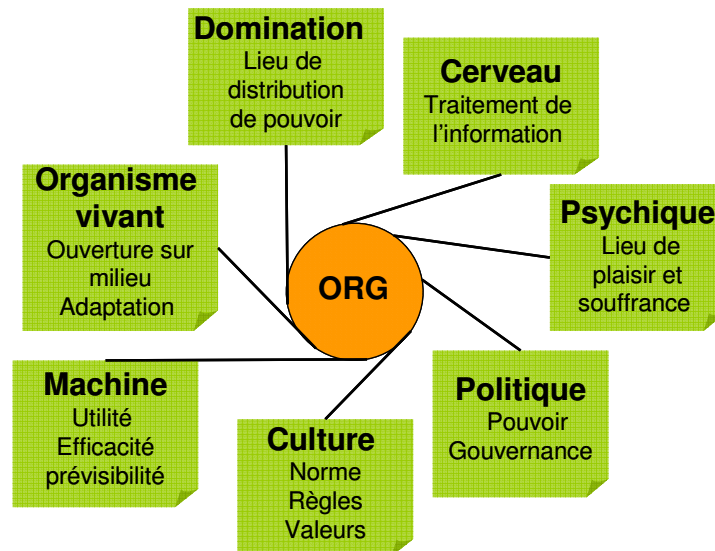 Domination
Lieu de
distribution
de pouvoir
Cerveau
Traitement de
l'information
Organisme
vivant
Ouverture sur
milieu
Adaptation
Psychique
Lieu de
plaisir et
souffrance
ORG
Machine
Utilité
Efficacité
prévisibilité
Culture
Norme
Règles
Valeurs
Politique
Pouvoir
Gouvernance